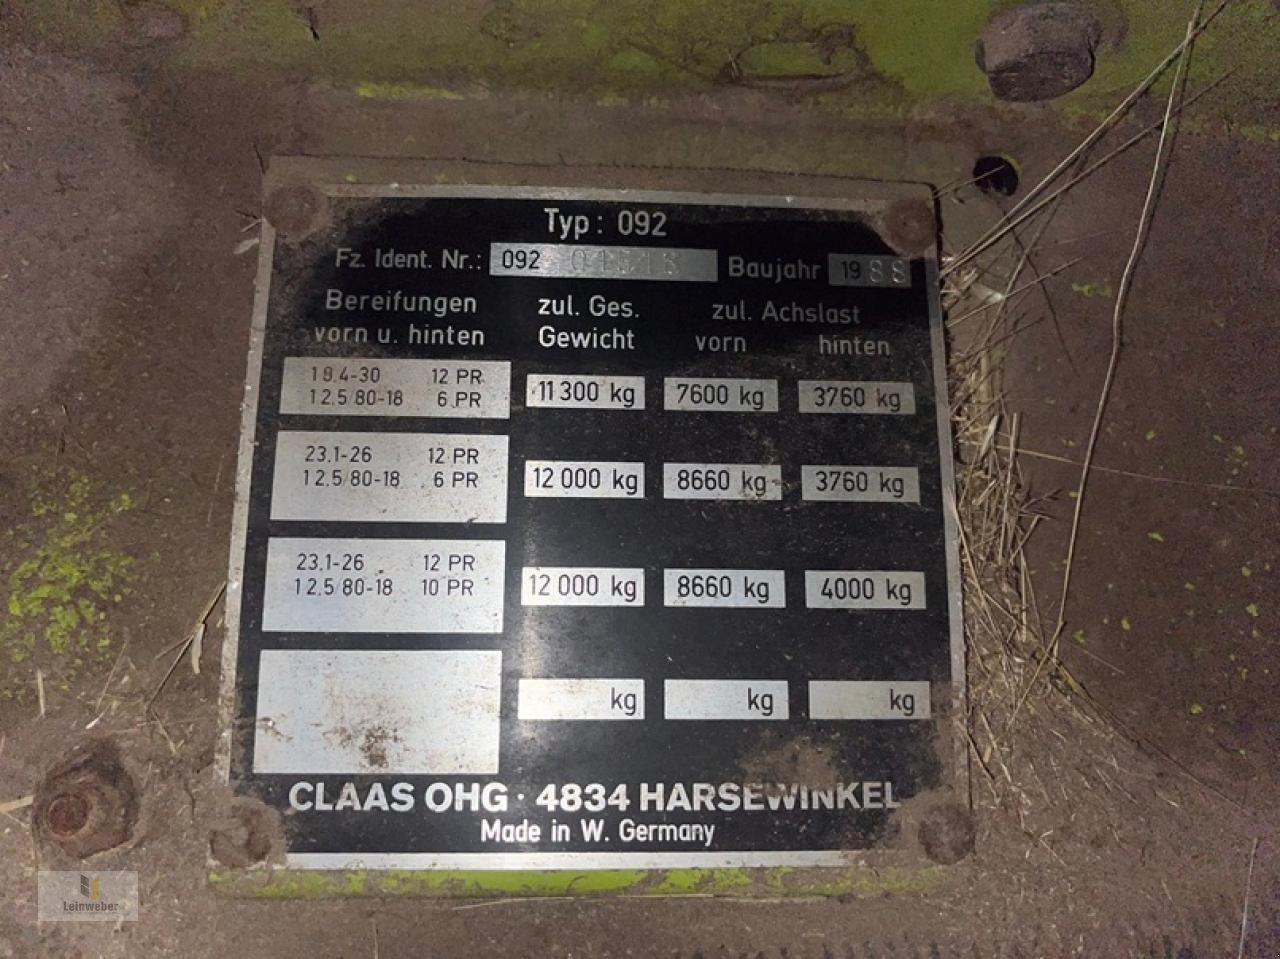 Typ: 092
Fz. Ident. Nr.: 092 Baujahr 1988
Bereifungen vorn u. hinten zul. Ges. Gewicht zul. Achslast vorn hinten
18.4-30 12 PR 11 300 kg 7600 kg 3760 kg
12.5/80-18 6 PR
23.1-26 12 PR 12 000 kg 8660 kg 3760 kg
12.5/80-18 6 PR
23.1-26 12 PR 12 000 kg 8660 kg 4000 kg
12.5/80-18 10 PR
kg kg kg
CLAAS OHG · 4834 HARSEWINKEL
Made in W. Germany
Leinweber